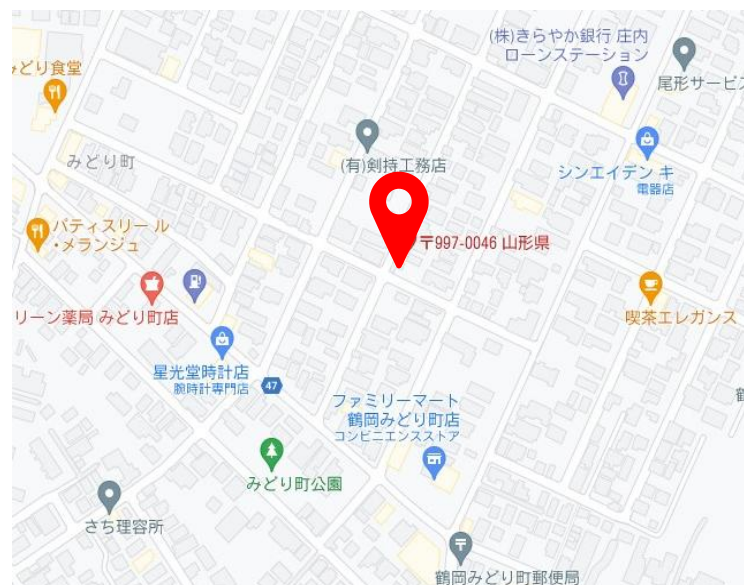 (株)きらやか銀行 庄内
ローンステーション
みどり食堂
尾形サービス
みどり町
(有)剣持工務店
シンエイデン キ
電器店
パティスリー ル
・メランジュ
〒997-0046 山形県
リーン薬局 みどり町店
喫茶エレガンス
星光堂時計店
腕時計専門店
47
ファミリーマート
鶴岡みどり町店
コンビニエンスストア
みどり町公園
さち理容所
鶴岡みどり町郵便局